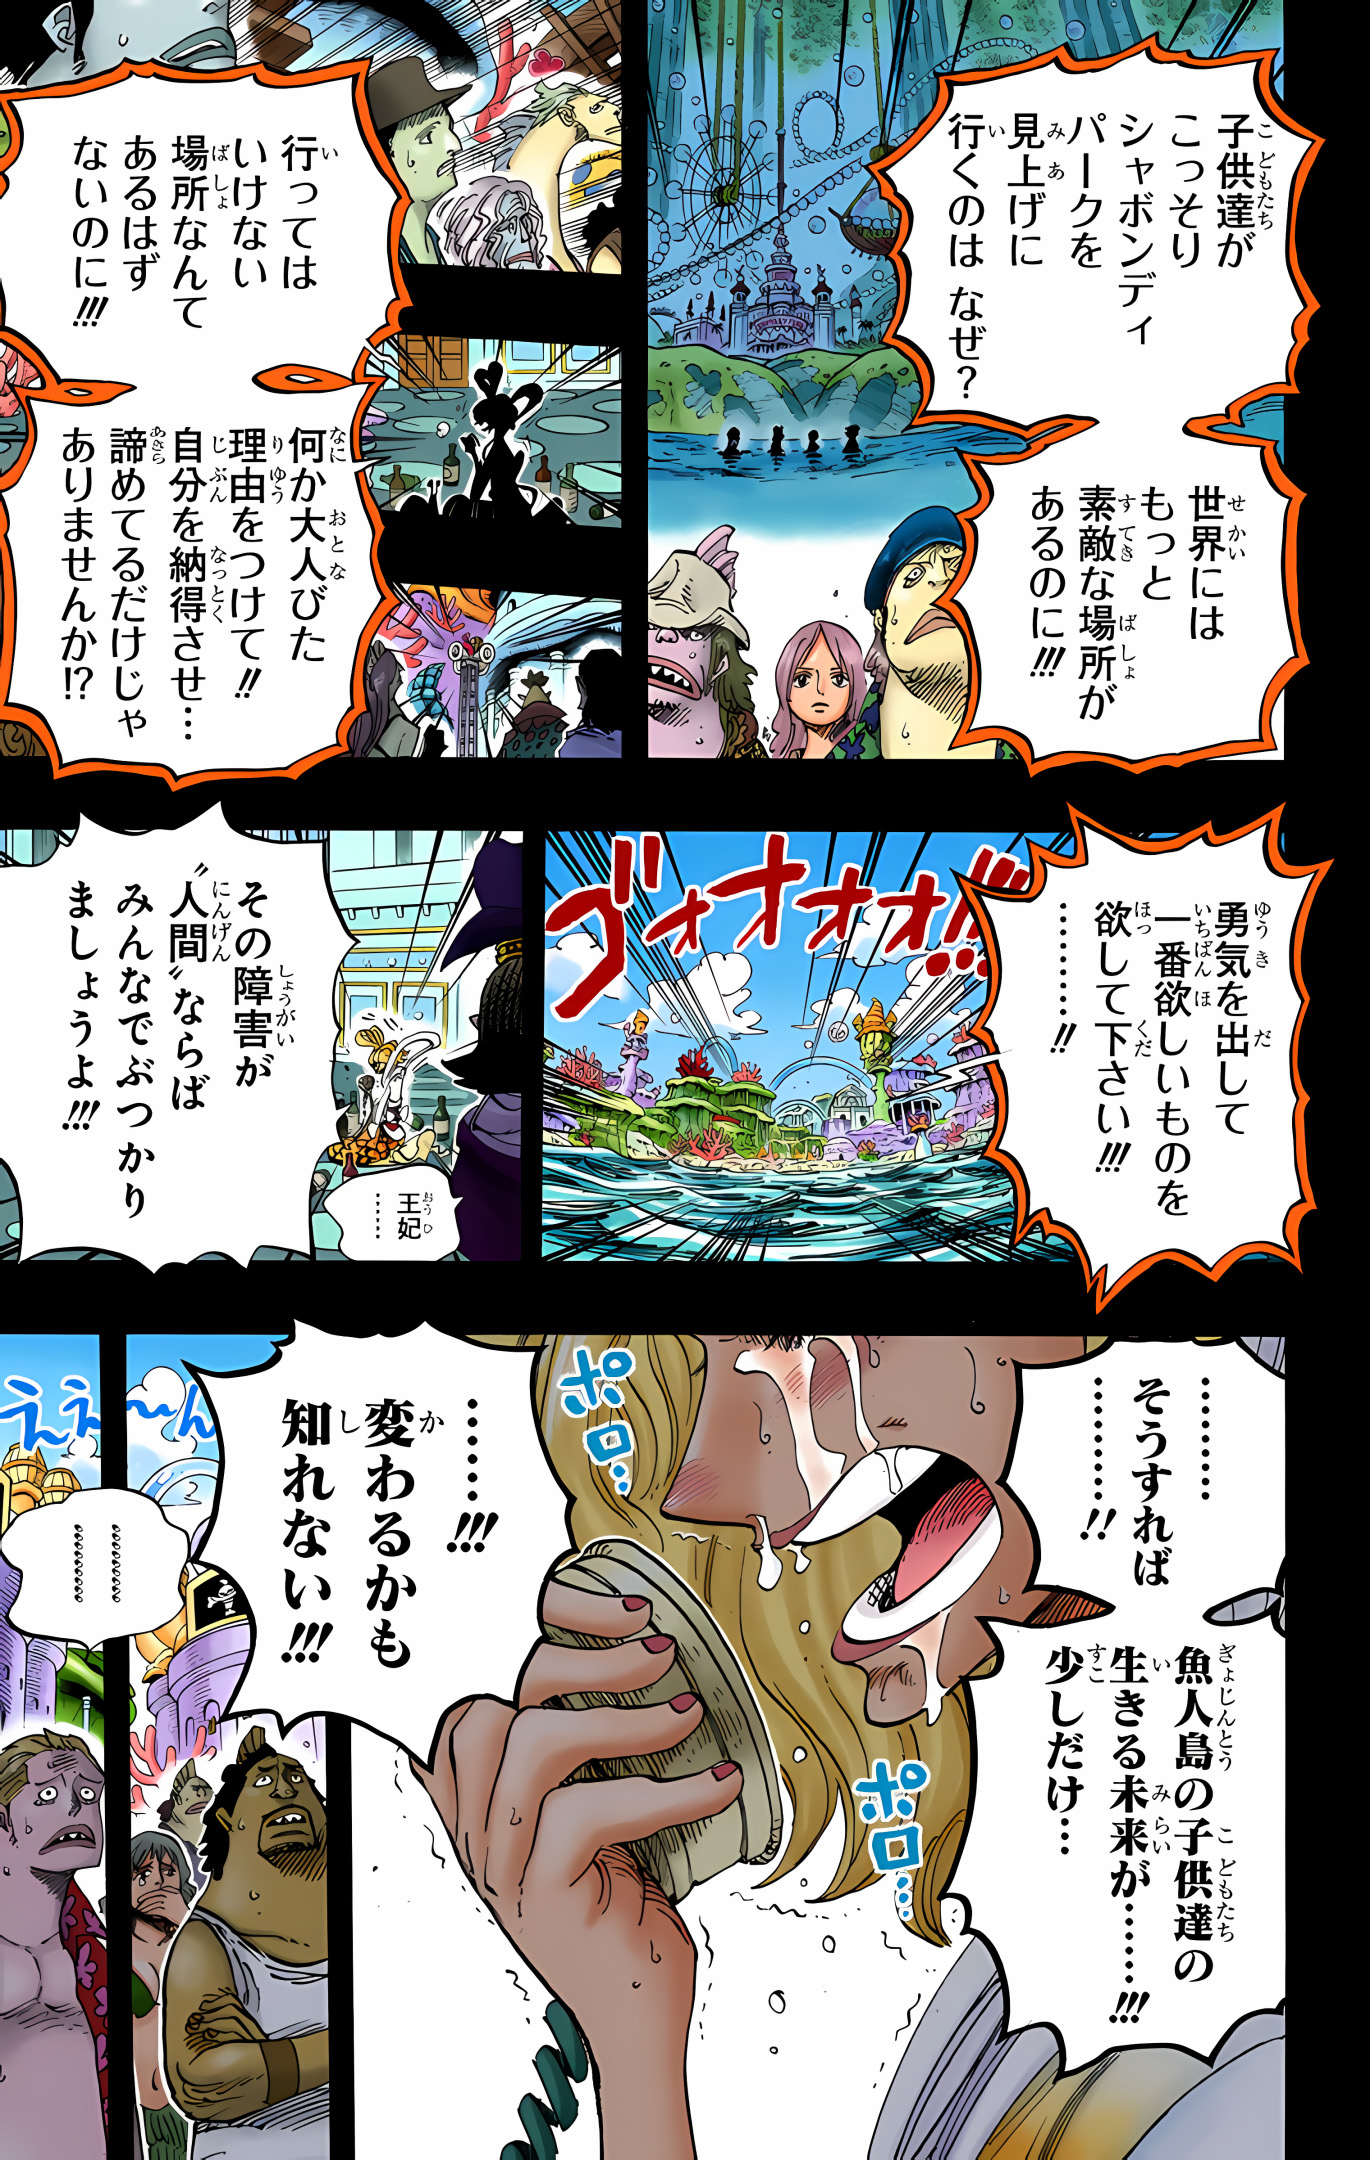 子供達が
こっそり
シャボンディ
パークを
見上げに
行くのは なぜ？
世界には
もっと
素敵な場所が
あるのに!!!
行っては
いけない
場所なんて
あるはず
ないのに!!!
何か大人びた
理由をつけて!!
自分を納得させ…
諦めてるだけじゃ
ありませんか!?
勇気を出して
一番欲しいものを
欲して下さい!!!
…………!!
ゴォオオオ!!!
王妃
……
その障害が
〝人間〟ならば
みんなでぶつかり
ましょうよ!!!
…………
そうすれば
…………!!
魚人島の子供達の
生きる未来が……!!!
少しだけ…
ポロ…
ポロ…
……!!!
変わるかも
知れない!!!
ええ〜〜ん
…………
…………